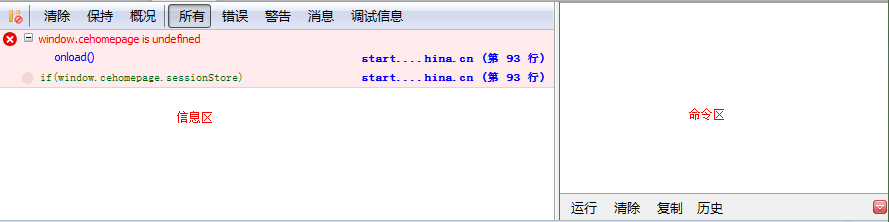 清除 保持 概况 所有 错误 警告 消息 调试信息
window.cehomepage is undefined
onload() start....hina.cn (第 93 行)
if(window.cehomepage.sessionStore) start....hina.cn (第 93 行)
信息区
命令区
运行 清除 复制 历史